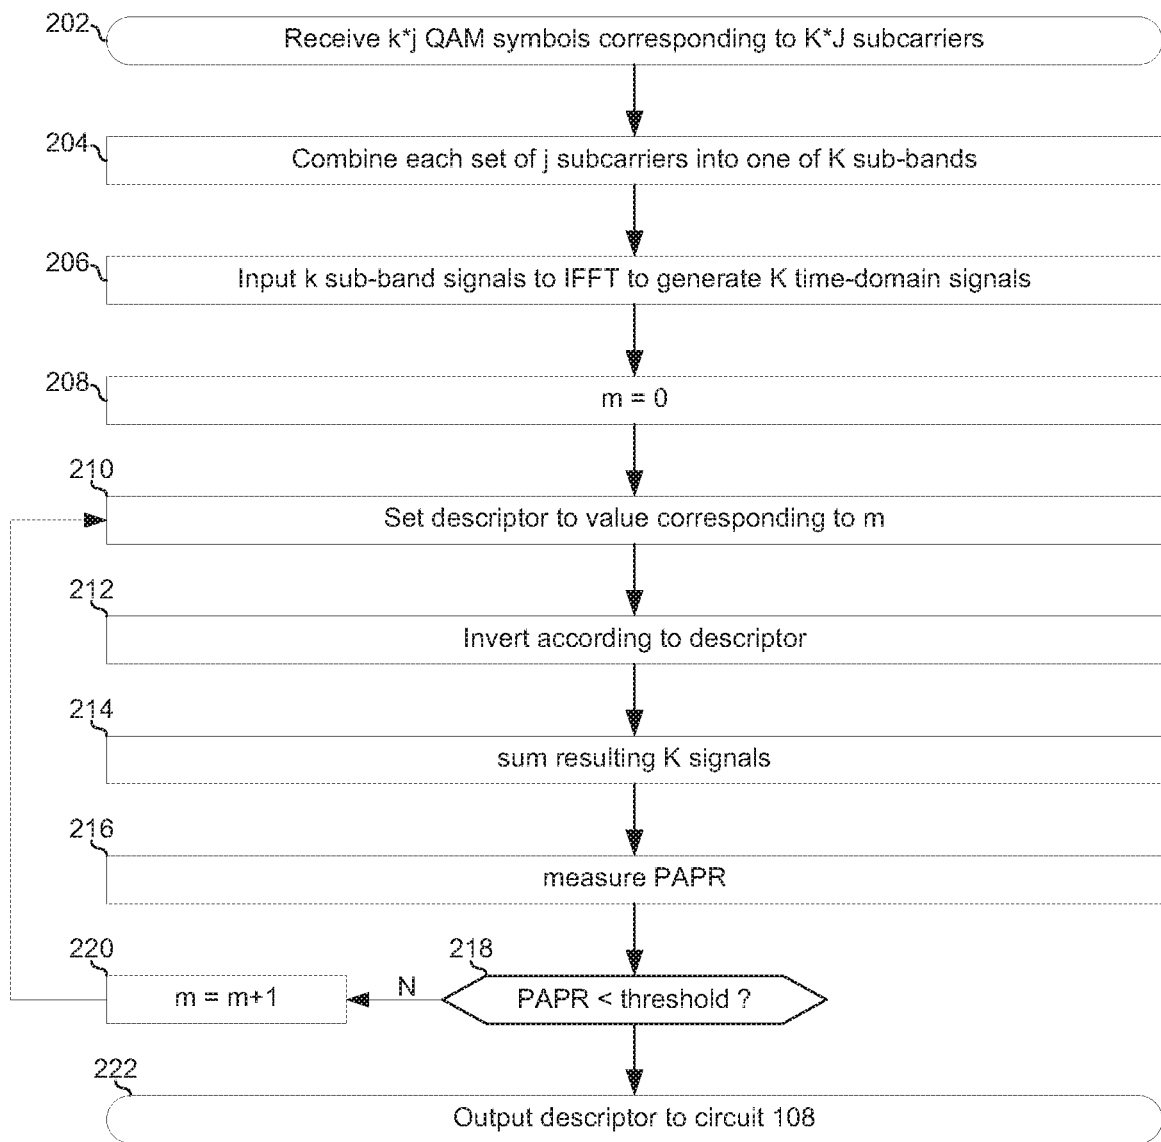 202
Receive k*j QAM symbols corresponding to K*J subcarriers
204
Combine each set of j subcarriers into one of K sub-bands
206
Input k sub-band signals to IFFT to generate K time-domain signals
208
m = 0
210
Set descriptor to value corresponding to m
212
Invert according to descriptor
214
sum resulting K signals
216
measure PAPR
218
PAPR < threshold ?
N
220
m = m+1
222
Output descriptor to circuit 108